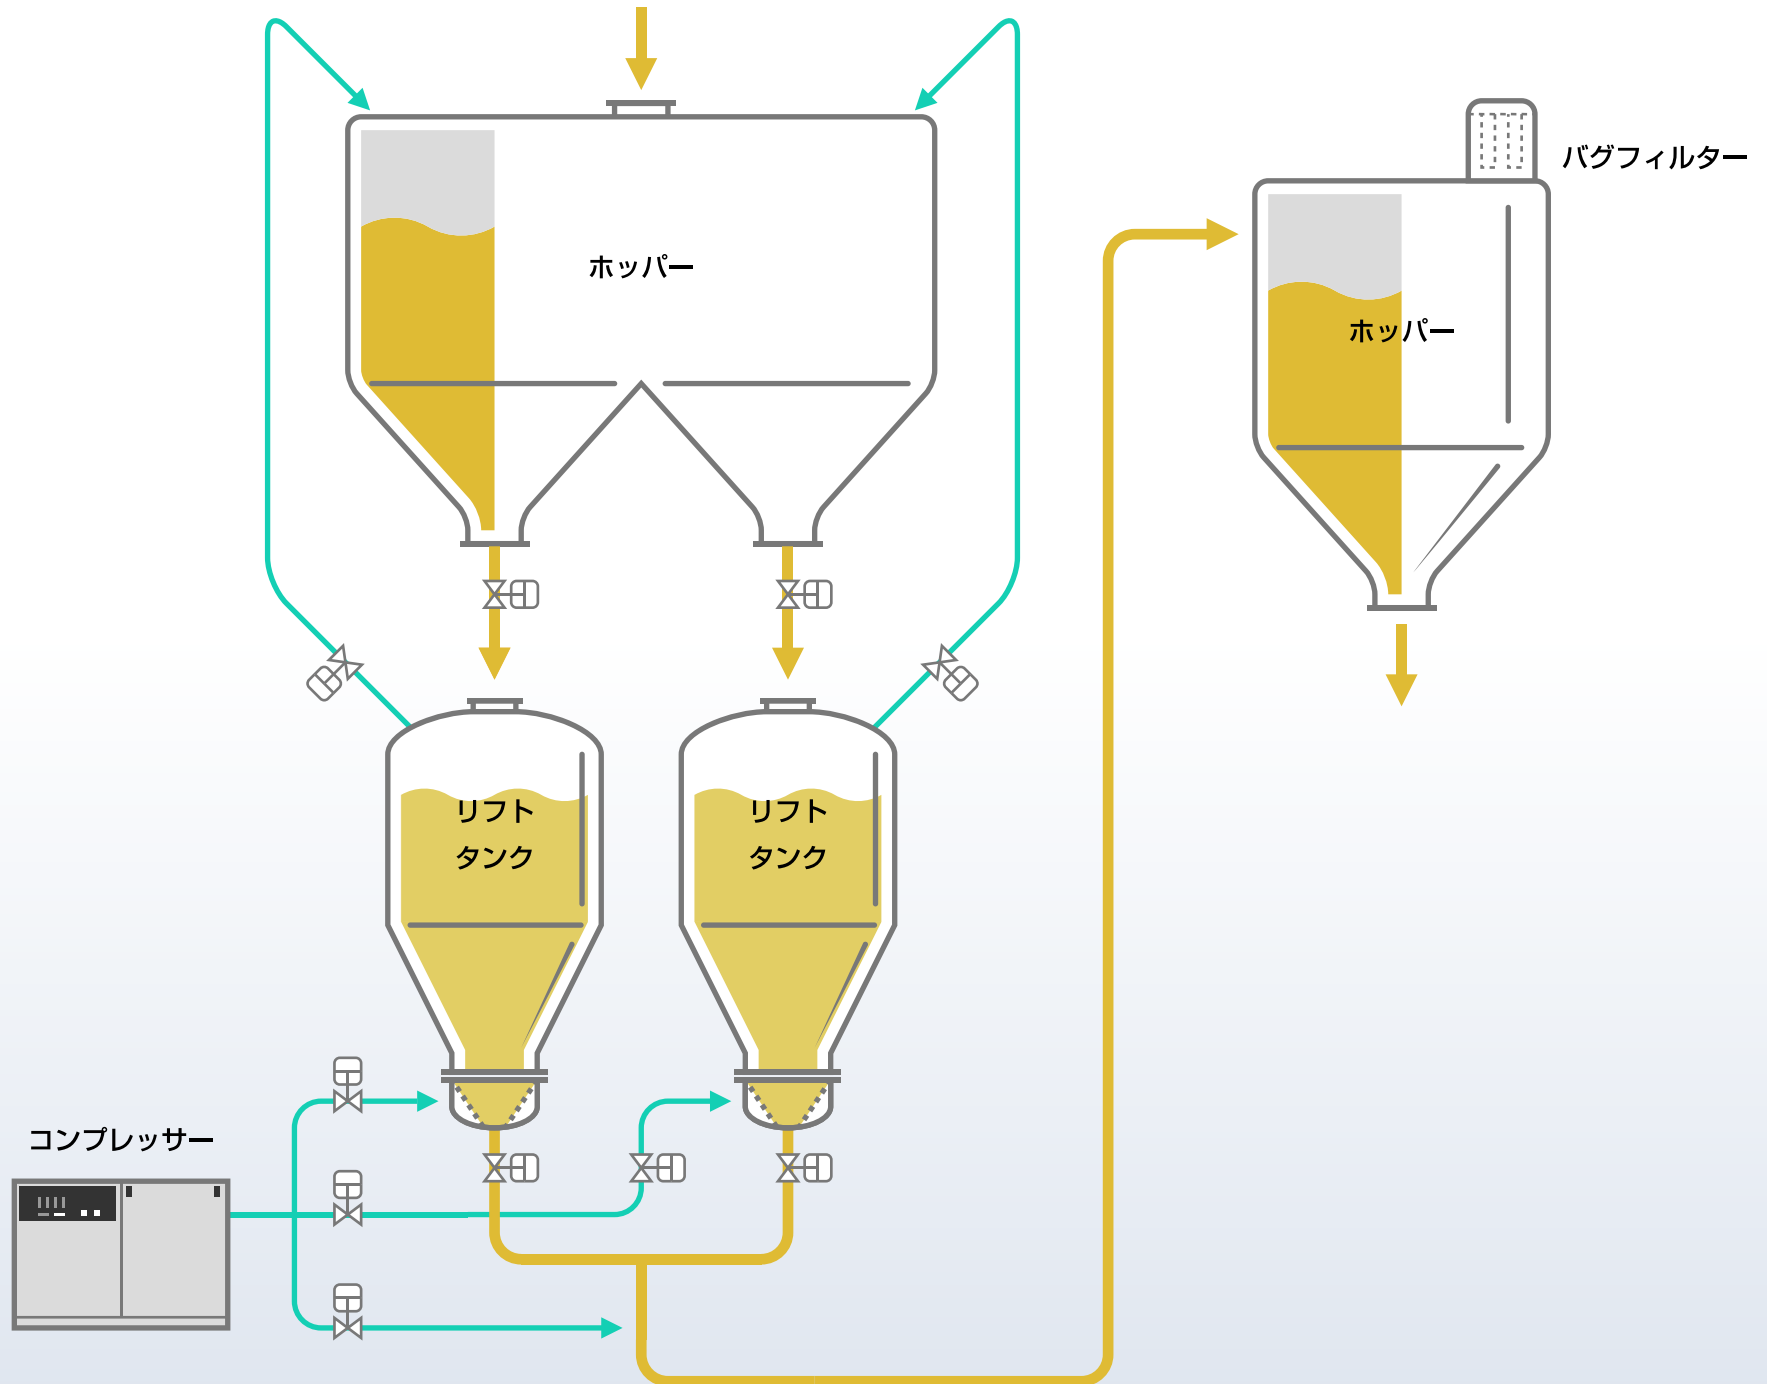 バグフィルター
ホッパー
ホッパー
リフト
タンク
リフト
タンク
コンプレッサー